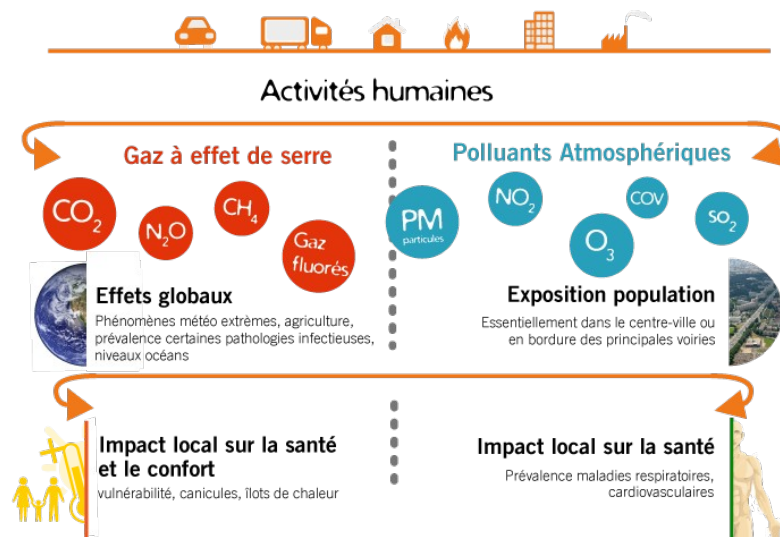 Activités humaines
Gaz à effet de serre
Polluants Atmosphériques
CO2
N2O
CH4
Gaz
fluorés
PM
particules
NO2
O3
COV
SO2
Effets globaux
Phénomènes météo extrêmes, agriculture,
prévalence certaines pathologies infectieuses,
niveaux océans
Exposition population
Essentiellement dans le centre-ville ou
en bordure des principales voiries
Impact local sur la santé
et le confort
vulnérabilité, canicules, îlots de chaleur
Impact local sur la santé
Prévalence maladies respiratoires,
cardiovasculaires